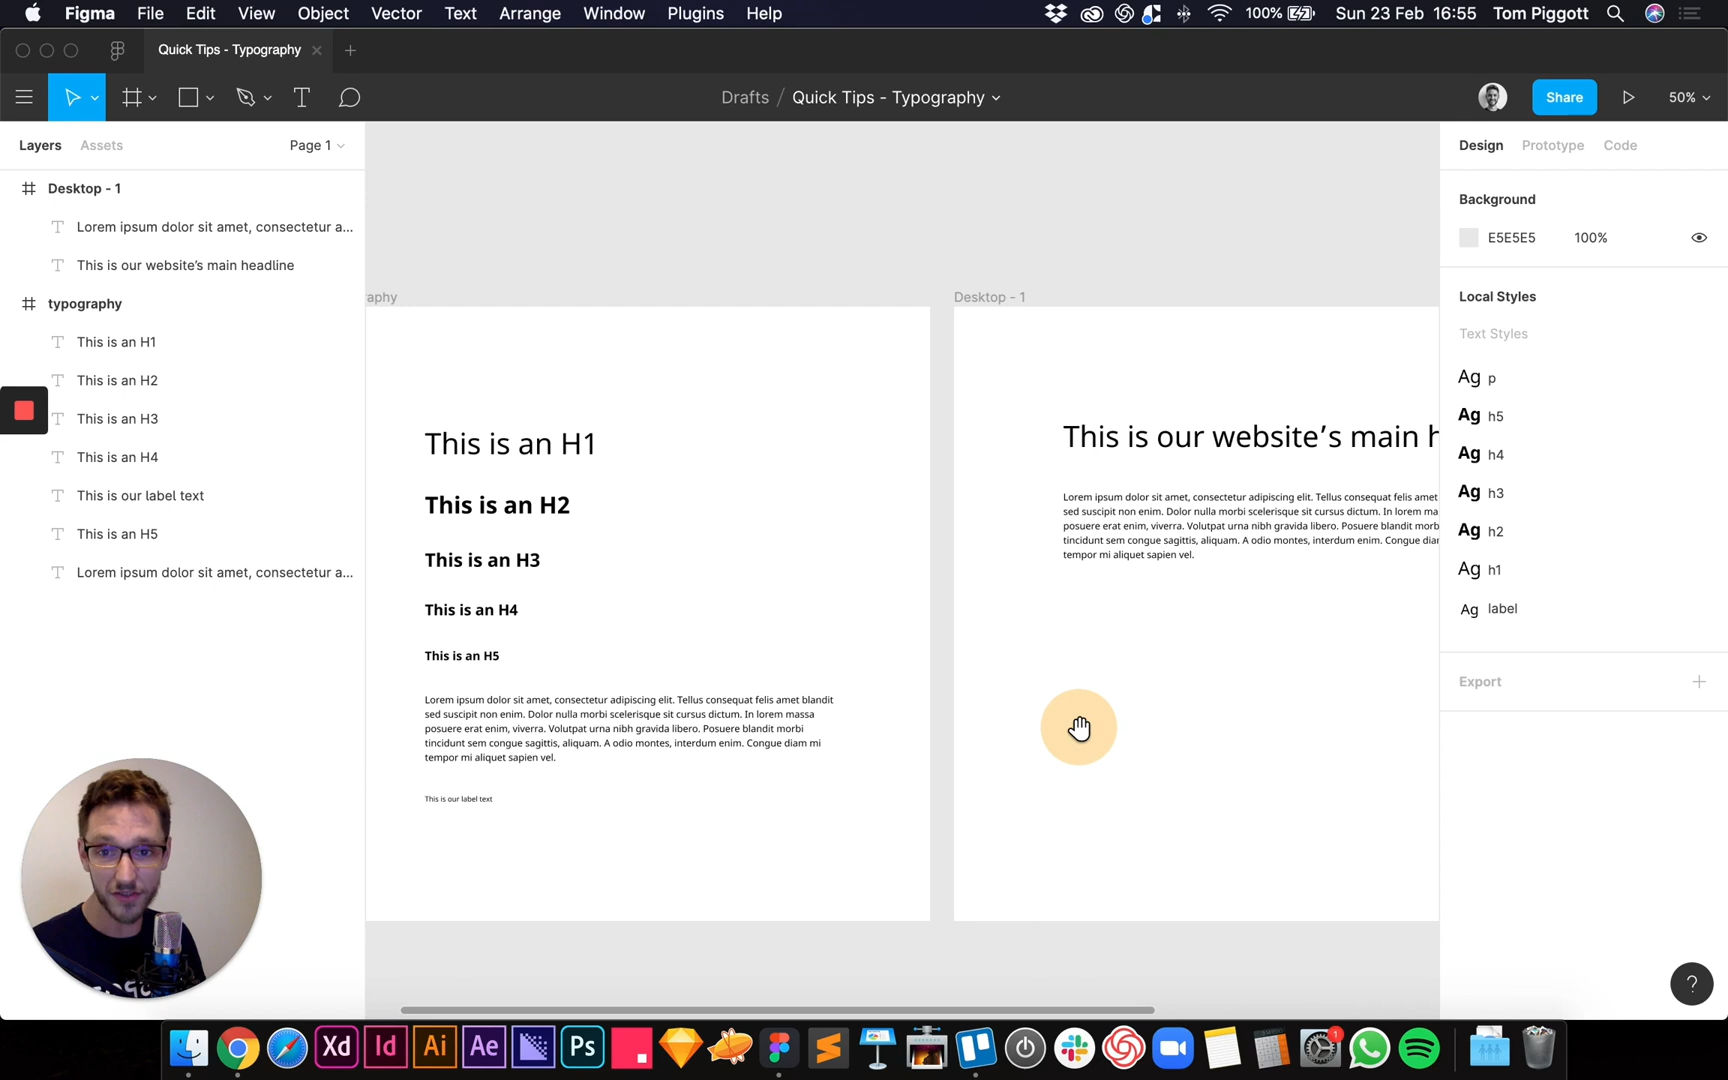 Figma File Edit View Object Vector Text Arrange Window Plugins Help 100% Sun 23 Feb 16:55 Tom Piggott
Quick Tips - Typography
Drafts / Quick Tips - Typography
Share
50%
Layers Assets Page 1
Desktop - 1
Lorem ipsum dolor sit amet, consectetur a...
This is our website’s main headline
typography
This is an H1
This is an H2
This is an H3
This is an H4
This is our label text
This is an H5
Lorem ipsum dolor sit amet, consectetur a...
aphy
This is an H1
This is an H2
This is an H3
This is an H4
This is an H5
Lorem ipsum dolor sit amet, consectetur adipiscing elit. Tellus consequat felis amet blandit
sed suscipit non enim. Dolor nulla morbi scelerisque sit cursus dictum. In lorem massa
posuere erat enim, viverra. Volutpat urna nibh gravida libero. Posuere blandit morbi
tincidunt sem congue sagittis, aliquam. A odio montes, interdum enim. Congue diam mi
tempor mi aliquet sapien vel.
This is our label text
Desktop - 1
This is our website’s main h
Lorem ipsum dolor sit amet, consectetur adipiscing elit. Tellus consequat felis amet
sed suscipit non enim. Dolor nulla morbi scelerisque sit cursus dictum. In lorem ma
posuere erat enim, viverra. Volutpat urna nibh gravida libero. Posuere blandit morb
tincidunt sem congue sagittis, aliquam. A odio montes, interdum enim. Congue diar
tempor mi aliquet sapien vel.
Design Prototype Code
Background
E5E5E5 100%
Local Styles
Text Styles
Ag p
Ag h5
Ag h4
Ag h3
Ag h2
Ag h1
Ag label
Export
?
Xd Id Ai Ae Ps 1